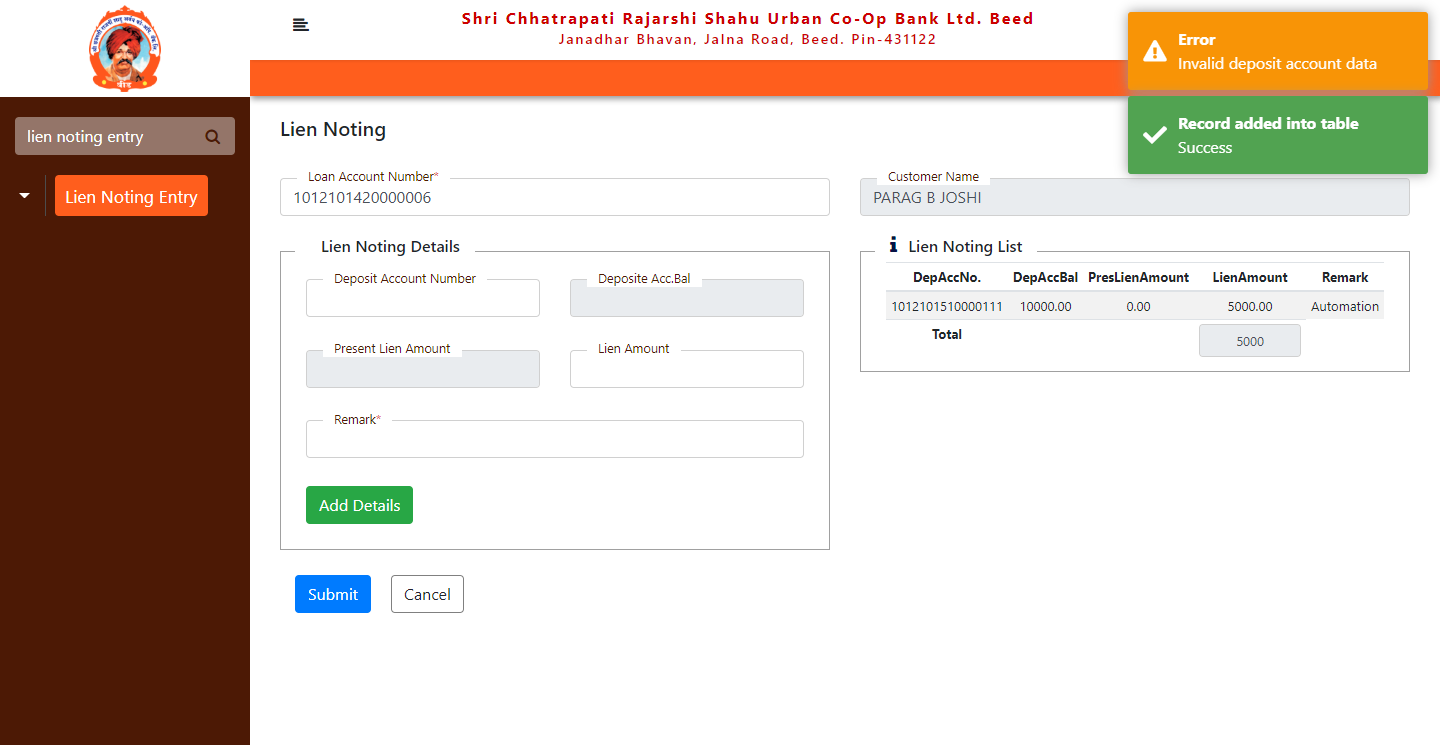 Shri Chhatrapati Rajarshi Shahu Urban Co-Op Bank Ltd. Beed
Janadhar Bhavan, Jalna Road, Beed. Pin-431122
Error
Invalid deposit account data
Record added into table
Success
बीड
lien noting entry
Lien Noting Entry
Lien Noting
Loan Account Number*
1012101420000006
Customer Name
PARAG B JOSHI
Lien Noting Details
Deposit Account Number
Deposite Acc.Bal
Present Lien Amount
Lien Amount
Remark*
Add Details
Lien Noting List
DepAccNo. DepAccBal PresLienAmount LienAmount Remark
1012101510000111 10000.00 0.00 5000.00 Automation
Total 5000
Submit Cancel